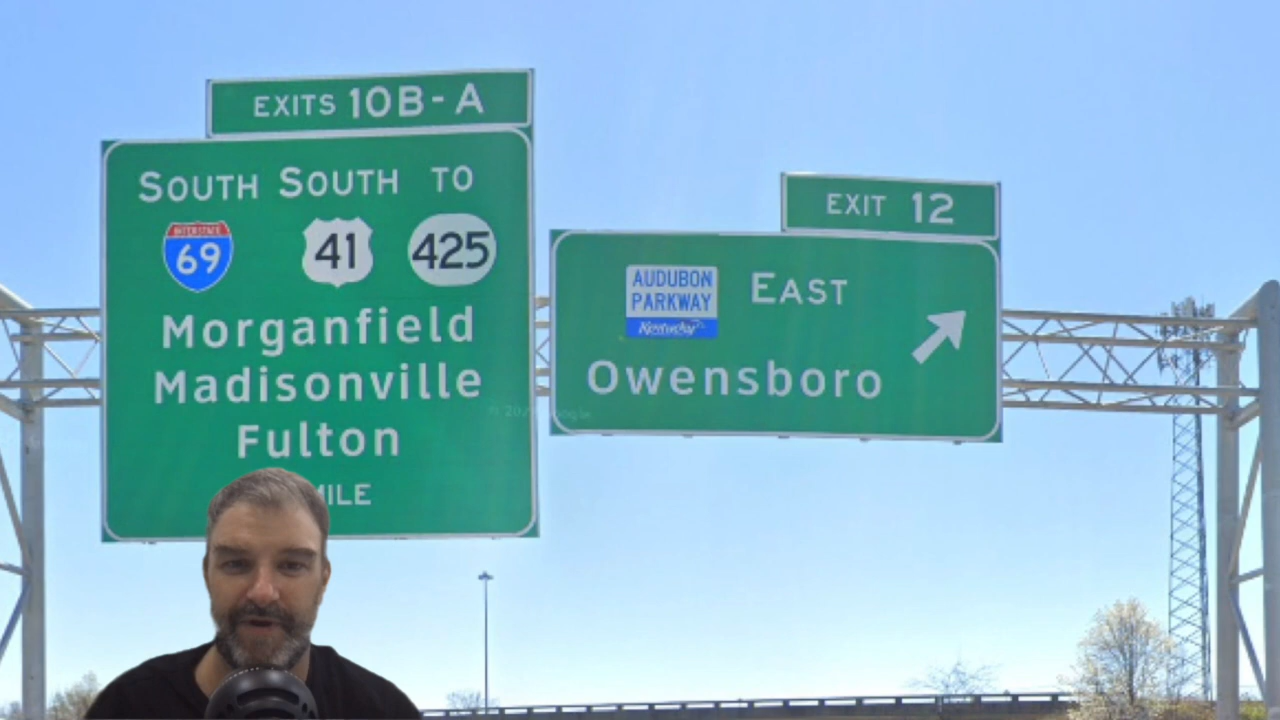 EXITS 10B-A
SOUTH SOUTH TO
INTERSTATE
69
41
425
Morganfield
Madisonville
Fulton
MILE
EXIT 12
AUDUBON
PARKWAY
Kentucky
EAST
Owensboro